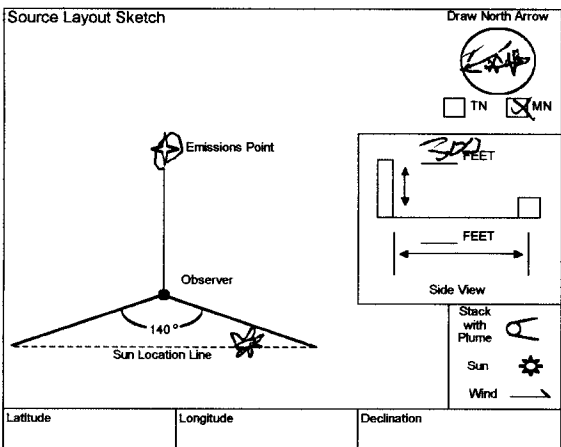 Source Layout Sketch
Draw North Arrow
TN MN
Emissions Point
300 FEET
FEET
Side View
Observer
140°
Sun Location Line
Stack
with
Plume
Sun
Wind
Latitude
Longitude
Declination